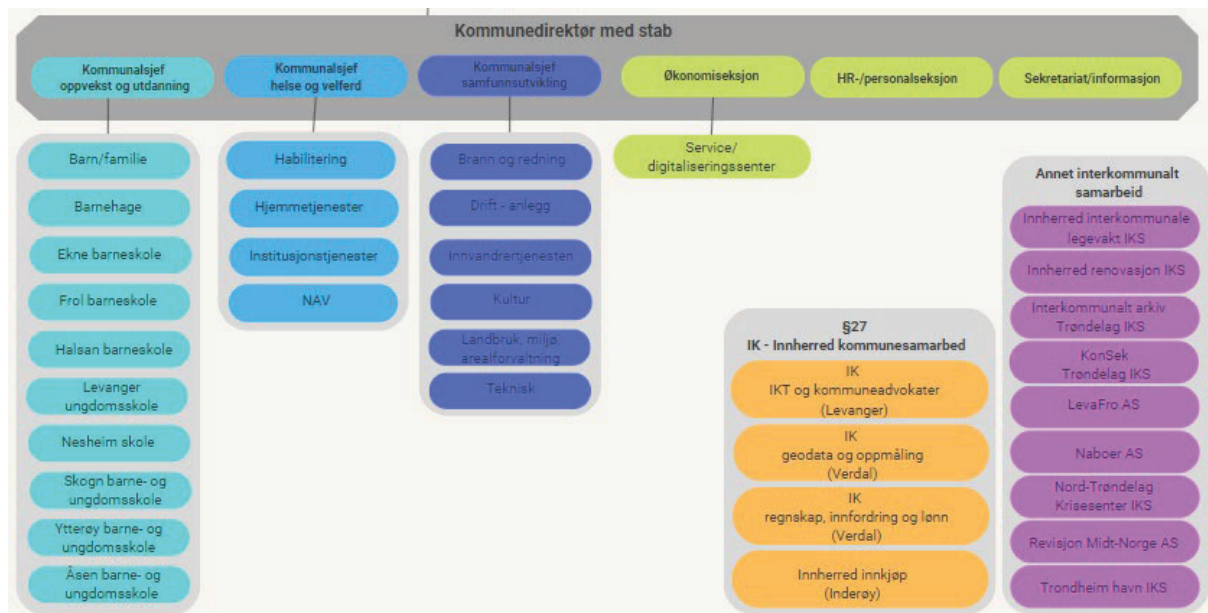 Kommunedirektør med stab
Kommunalsjef
oppvekst og utdanning
Kommunalsjef
helse og velferd
Kommunalsjef
samfunnsutvikling
Økonomiseksjon
HR-/personalseksjon
Sekretariat/informasjon
Barn/familie
Barnehage
Ekne barneskole
Frol barneskole
Halsan barneskole
Levanger
ungdomsskole
Nesheim skole
Skogn barne- og
ungdomsskole
Ytterøy barne- og
ungdomsskole
Åsen barne- og
ungdomsskole
Habilitering
Hjemmetjenester
Institusjonstjenester
NAV
Brann og redning
Drift - anlegg
Innvandrertjenesten
Kultur
Landbruk, miljø,
arealforvaltning
Teknisk
Service/
digitaliseringssenter
§27
IK - Innherred kommunesamarbed
IK
IKT og kommuneadvokater
(Levanger)
IK
geodata og oppmåling
(Verdal)
IK
regnskap, innfordring og lønn
(Verdal)
Innherred innkjøp
(Inderøy)
Annet interkommunalt
samarbeid
Innherred interkommunale
legevakt IKS
Innherred renovasjon IKS
Interkommunalt arkiv
Trøndelag IKS
KonSek
Trøndelag IKS
LevaFro AS
Naboer AS
Nord-Trøndelag
Krisesenter IKS
Revisjon Midt-Norge AS
Trondheim havn IKS